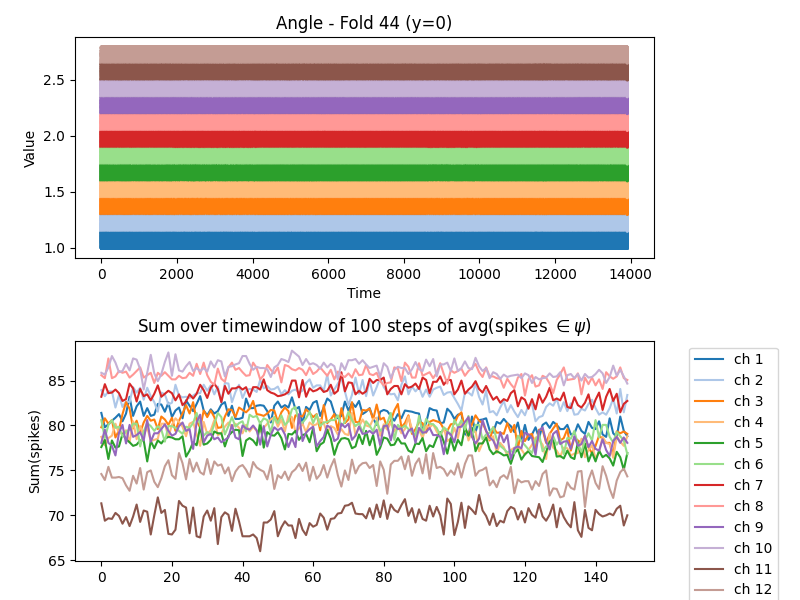 Angle - Fold 44 (y=0)
Value
2.5
2.0
1.5
1.0
0 2000 4000 6000 8000 10000 12000 14000
Time
Sum over timewindow of 100 steps of avg(spikes ∈ψ)
Sum(spikes)
85
80
75
70
65
0 20 40 60 80 100 120 140
ch 1
ch 2
ch 3
ch 4
ch 5
ch 6
ch 7
ch 8
ch 9
ch 10
ch 11
ch 12